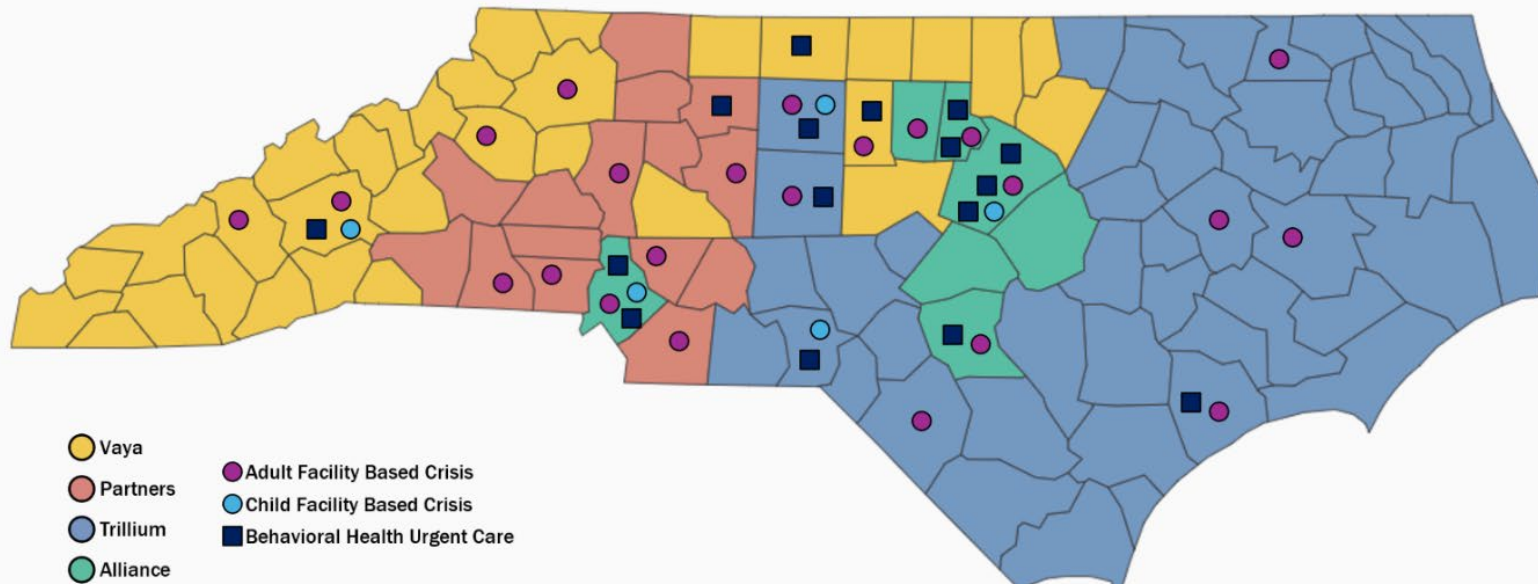 Vaya
Partners
Trillium
Alliance
Adult Facility Based Crisis
Child Facility Based Crisis
Behavioral Health Urgent Care